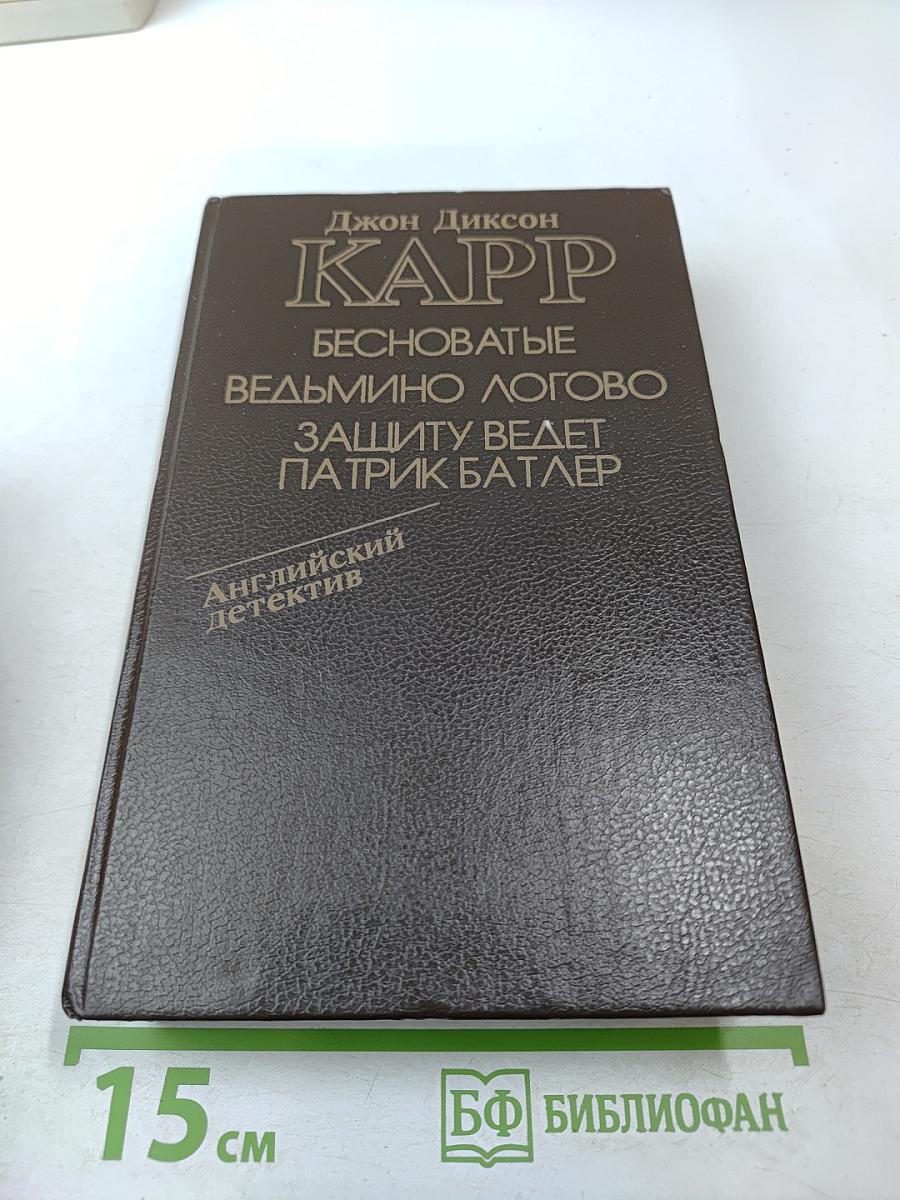 Джон Диксон
КАРР
БЕСНОВАТЫЕ
ВЕДЬМИНО ЛОГОВО
ЗАЩИТУ ВЕДЕТ
ПАТРИК БАТЛЕР
Английский
детектив
15 см
БФ БИБЛИОФАН